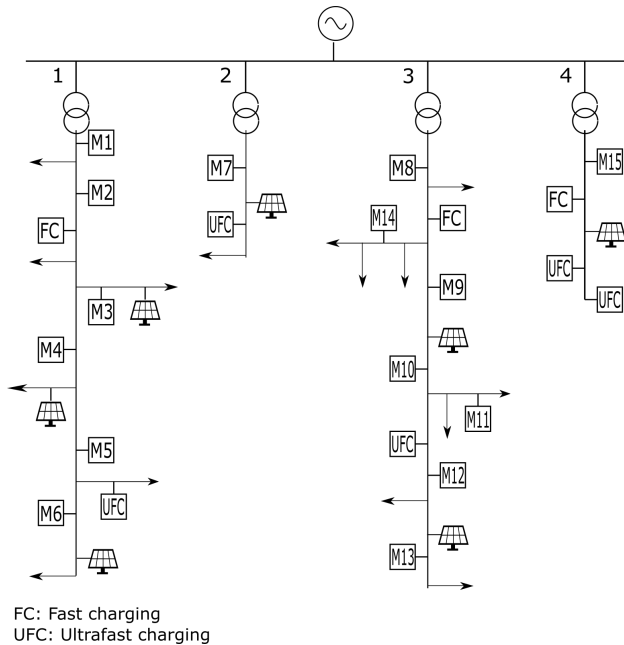 1
2
3
4
M1
M2
FC
M3
M4
M5
UFC
M6
M7
UFC
M8
FC
M14
M9
M10
M11
UFC
M12
M13
M15
FC
UFC
UFC
FC: Fast charging
UFC: Ultrafast charging